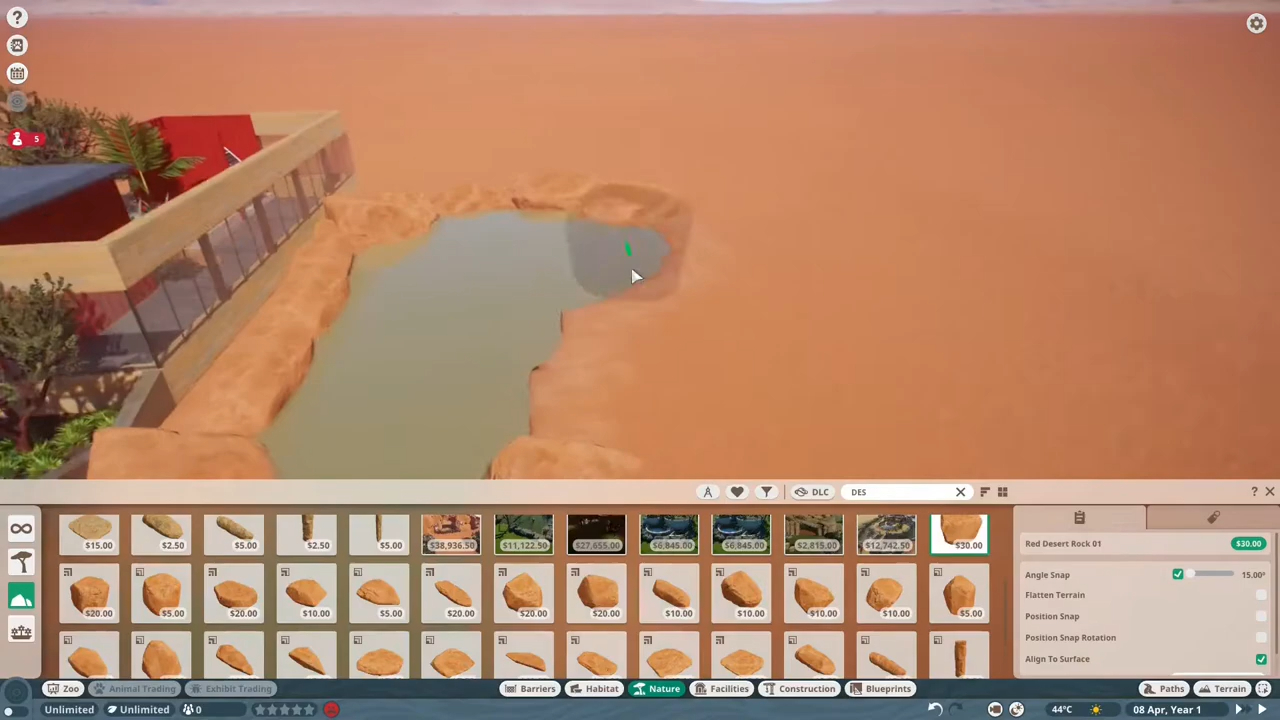 ?
5
DLC
DES
?
$15.00 $2.50 $5.00 $2.50 $5.00 $38,936.50 $11,122.50 $27,655.00 $6,845.00 $6,845.00 $2,815.00 $12,742.50 $30.00
Red Desert Rock 01 $30.00
Angle Snap 15.00°
Flatten Terrain
$20.00 $5.00 $20.00 $10.00 $5.00 $20.00 $20.00 $20.00 $10.00 $10.00 $10.00 $10.00 $5.00
Position Snap
Position Snap Rotation
Align To Surface
Zoo Animal Trading Exhibit Trading Barriers Habitat Nature Facilities Construction Blueprints Paths Terrain
Unlimited Unlimited 0 44°C 08 Apr, Year 1